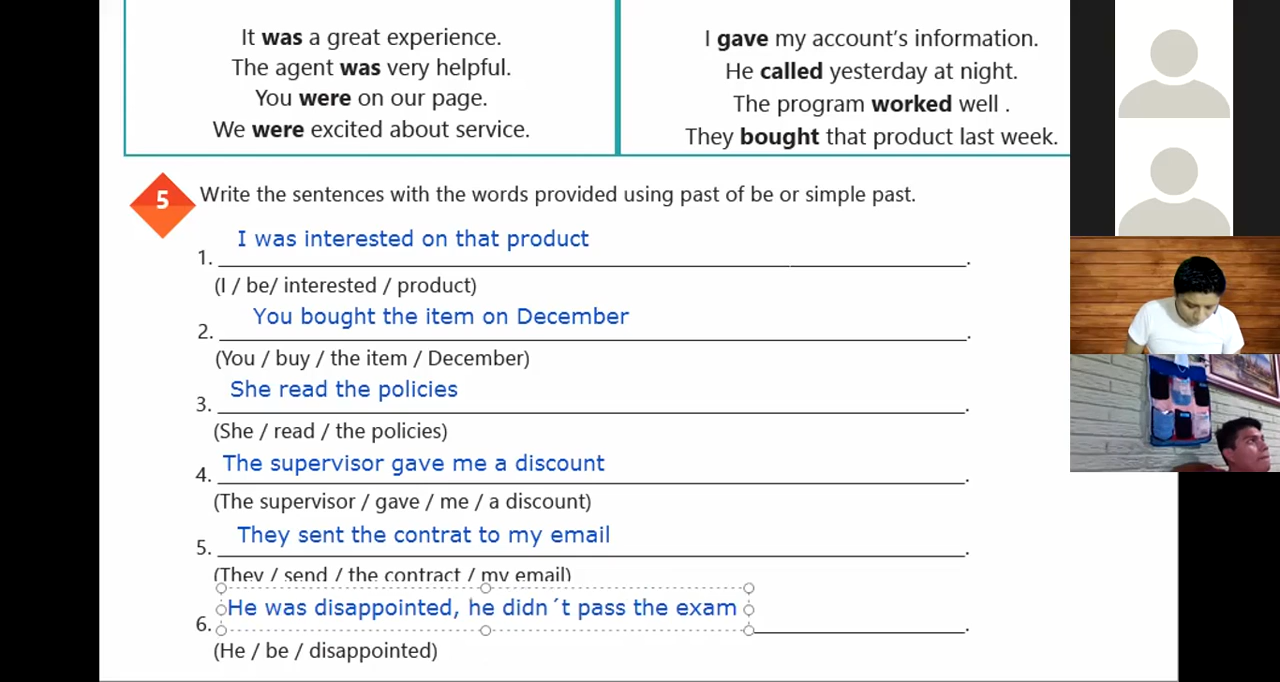 It was a great experience.
The agent was very helpful.
You were on our page.
We were excited about service.
I gave my account’s information.
He called yesterday at night.
The program worked well .
They bought that product last week.
5 Write the sentences with the words provided using past of be or simple past.
I was interested on that product
1. .
(I / be/ interested / product)
You bought the item on December
2. .
(You / buy / the item / December)
She read the policies
3. .
(She / read / the policies)
The supervisor gave me a discount
4. .
(The supervisor / gave / me / a discount)
They sent the contrat to my email
5. .
(They / send / the contract / my email)
He was disappointed, he didn´t pass the exam
6. .
(He / be / disappointed)